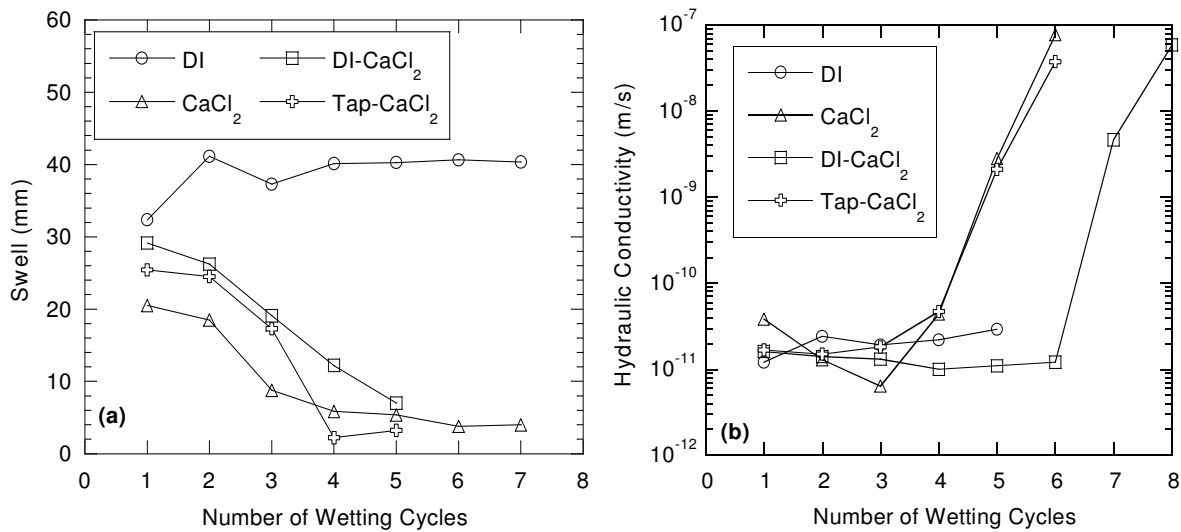 60
50
40
30
20
10
0
Swell (mm)
DI
DI-CaCl₂
CaCl₂
Tap-CaCl₂
(a)
0 1 2 3 4 5 6 7 8
Number of Wetting Cycles
10⁻⁷
10⁻⁸
10⁻⁹
10⁻¹⁰
10⁻¹¹
10⁻¹²
Hydraulic Conductivity (m/s)
DI
CaCl₂
DI-CaCl₂
Tap-CaCl₂
(b)
0 1 2 3 4 5 6 7 8
Number of Wetting Cycles